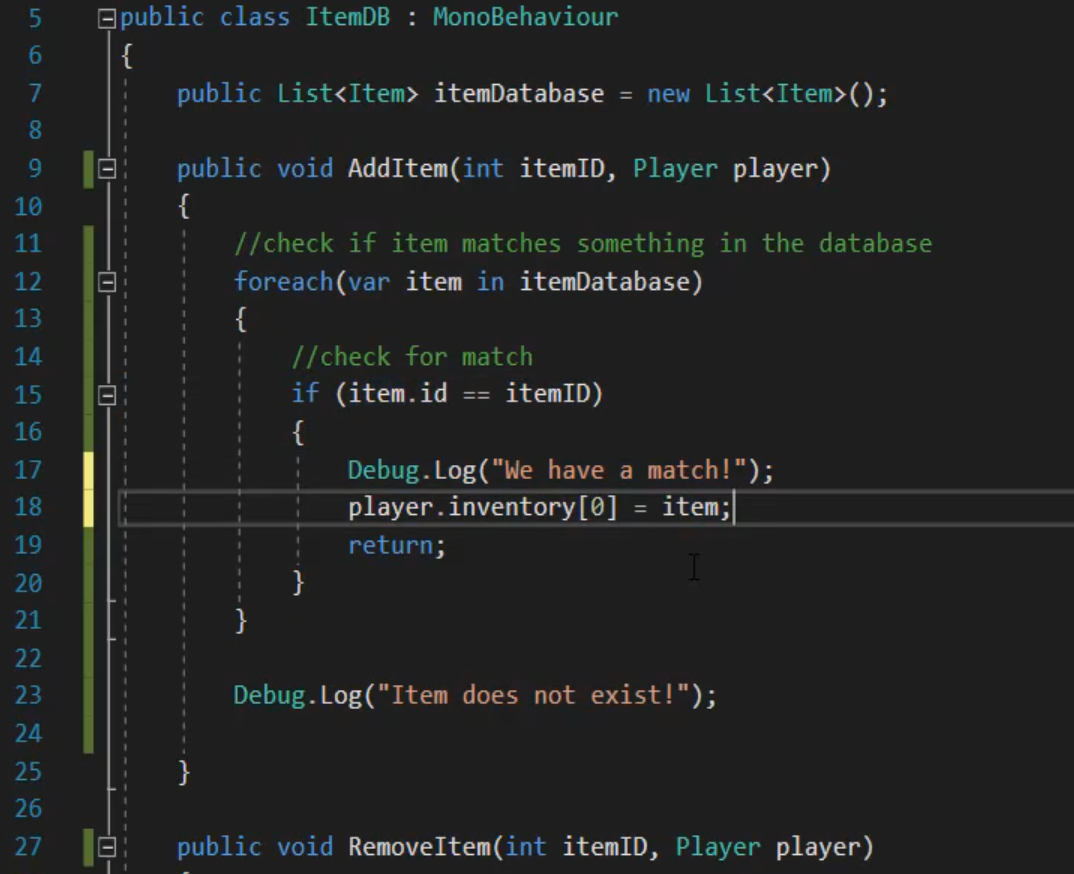 5 public class ItemDB : MonoBehaviour
6 {
7 public List<Item> itemDatabase = new List<Item>();
8
9 public void AddItem(int itemID, Player player)
10 {
11 //check if item matches something in the database
12 foreach(var item in itemDatabase)
13 {
14 //check for match
15 if (item.id == itemID)
16 {
17 Debug.Log("We have a match!");
18 player.inventory[0] = item;
19 return;
20 }
21 }
22
23 Debug.Log("Item does not exist!");
24
25 }
26
27 public void RemoveItem(int itemID, Player player)